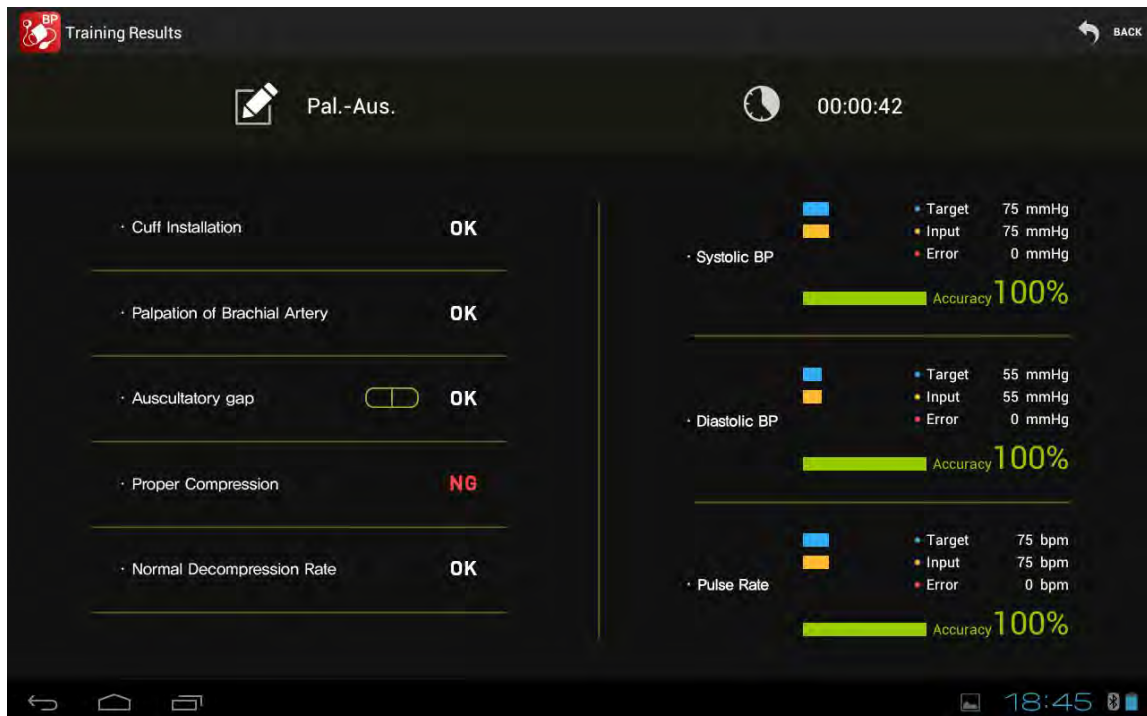 BP
Training Results
BACK
Pal.-Aus.
00:00:42
· Cuff Installation OK
· Palpation of Brachial Artery OK
· Auscultatory gap OK
· Proper Compression NG
· Normal Decompression Rate OK
· Systolic BP
• Target 75 mmHg
• Input 75 mmHg
• Error 0 mmHg
Accuracy 100%
· Diastolic BP
• Target 55 mmHg
• Input 55 mmHg
• Error 0 mmHg
Accuracy 100%
· Pulse Rate
• Target 75 bpm
• Input 75 bpm
• Error 0 bpm
Accuracy 100%
18:45